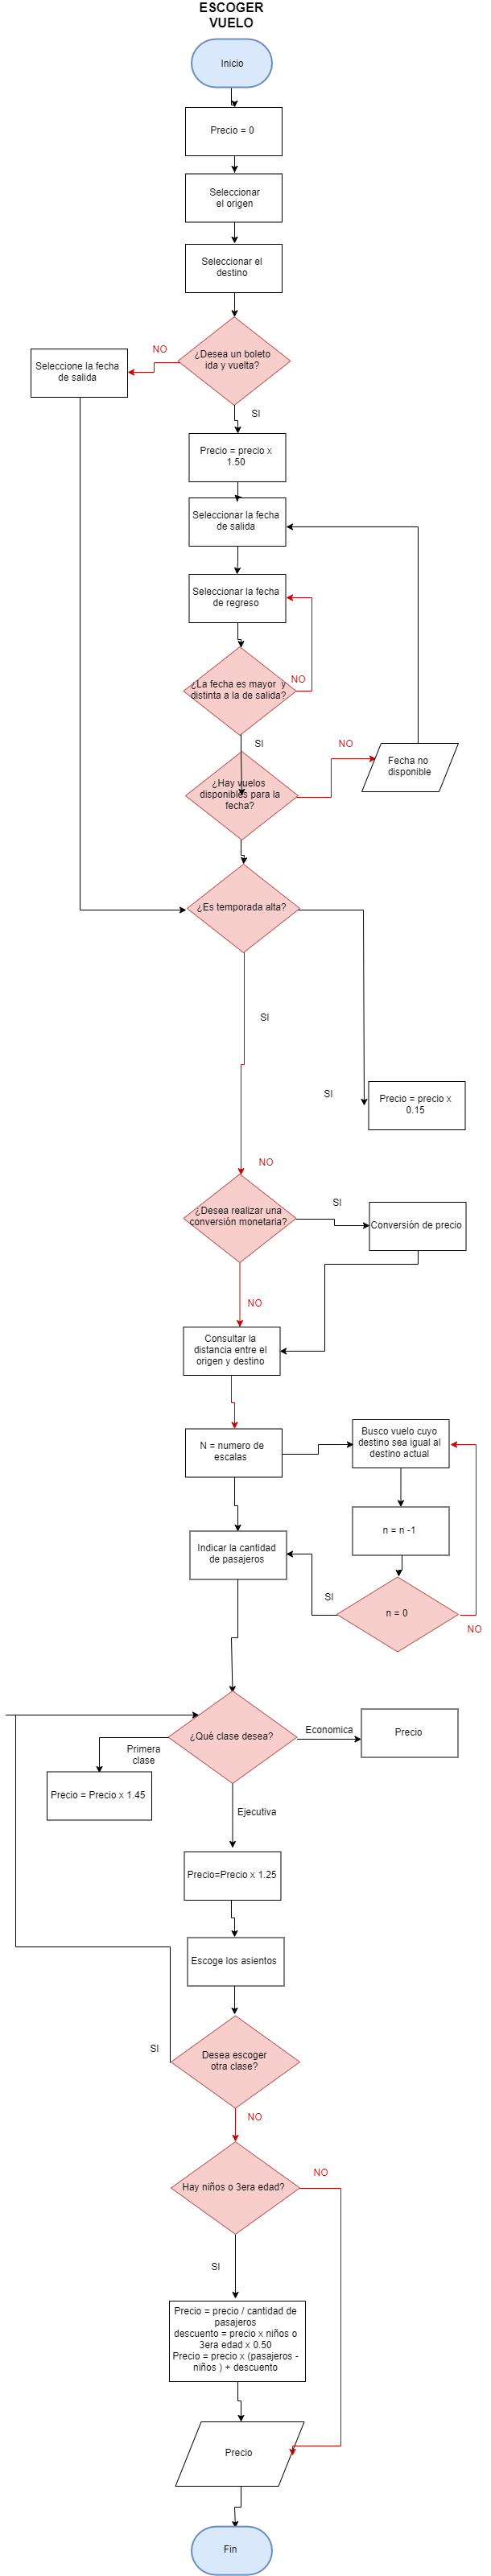 ESCOGER
VUELO
Inicio
Precio = 0
Seleccionar
el origen
Seleccionar el
destino
¿Desea un boleto
ida y vuelta?
NO
Seleccione la fecha
de salida
SI
Precio = precio x
1.50
Seleccionar la fecha
de salida
Seleccionar la fecha
de regreso
¿La fecha es mayor y
distinta a la de salida?
NO
SI
¿Hay vuelos
disponibles para la
fecha?
NO
Fecha no
disponible
¿Es temporada alta?
SI
SI
Precio = precio x
0.15
NO
¿Desea realizar una
conversión monetaria?
SI
Conversión de precio
NO
Consultar la
distancia entre el
origen y destino
N = numero de
escalas
Busco vuelo cuyo
destino sea igual al
destino actual
n = n -1
Indicar la cantidad
de pasajeros
SI
n = 0
NO
¿Qué clase desea?
Economica
Precio
Primera
clase
Precio = Precio x 1.45
Ejecutiva
Precio=Precio x 1.25
Escoge los asientos
SI
Desea escoger
otra clase?
NO
Hay niños o 3era edad?
NO
SI
Precio = precio / cantidad de
pasajeros
descuento = precio x niños o
3era edad x 0.50
Precio = precio x (pasajeros -
niños ) + descuento
Precio
Fin